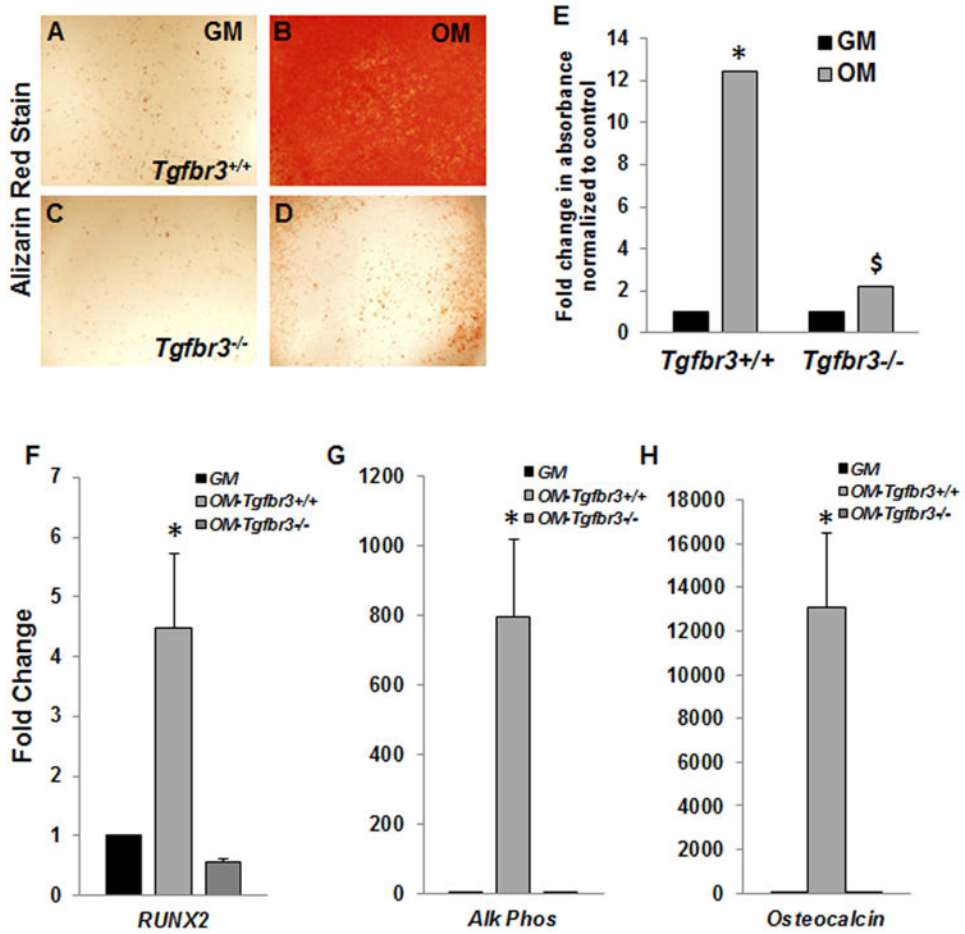 A
GM
B
OM
Alizarin Red Stain
Tgfbr3+/+
C
D
Tgfbr3-/-
E
GM
OM
Fold change in absorbance
normalized to control
14
12
10
8
6
4
2
0
*
$
Tgfbr3+/+
Tgfbr3-/-
F
GM
OM-Tgfbr3+/+
OM-Tgfbr3-/-
Fold Change
7
6
5
4
3
2
1
0
*
RUNX2
G
GM
OM-Tgfbr3+/+
OM-Tgfbr3-/-
1200
1000
800
600
400
200
0
*
Alk Phos
H
GM
OM-Tgfbr3+/+
OM-Tgfbr3-/-
18000
16000
14000
12000
10000
8000
6000
4000
2000
0
*
Osteocalcin